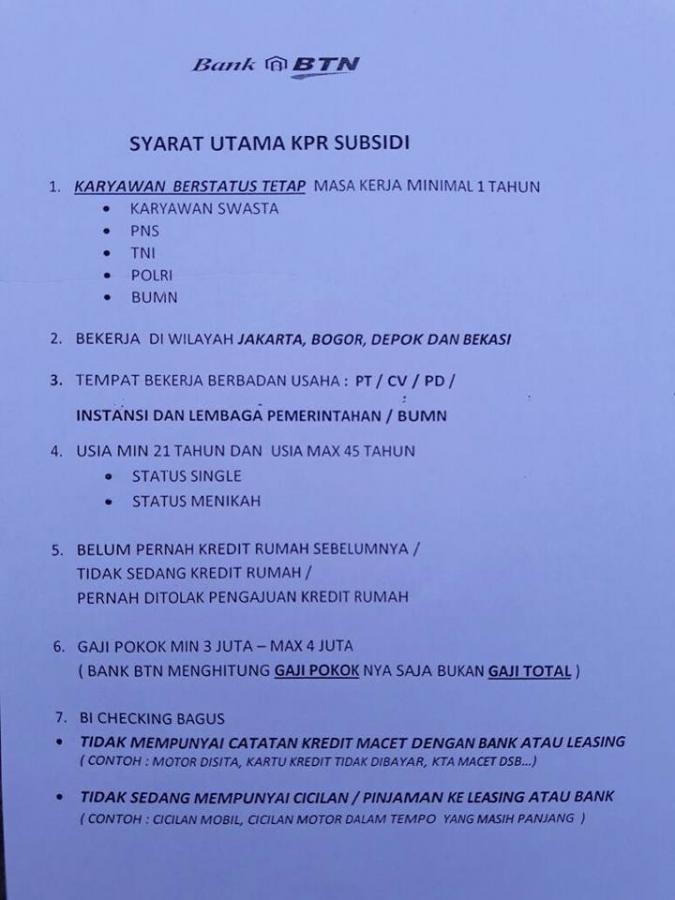 Bank BTN
SYARAT UTAMA KPR SUBSIDI
1. KARYAWAN BERSTATUS TETAP MASA KERJA MINIMAL 1 TAHUN
• KARYAWAN SWASTA
• PNS
• TNI
• POLRI
• BUMN
2. BEKERJA DI WILAYAH JAKARTA, BOGOR, DEPOK DAN BEKASI
3. TEMPAT BEKERJA BERBADAN USAHA : PT / CV / PD /
INSTANSI DAN LEMBAGA PEMERINTAHAN / BUMN
4. USIA MIN 21 TAHUN DAN USIA MAX 45 TAHUN
• STATUS SINGLE
• STATUS MENIKAH
5. BELUM PERNAH KREDIT RUMAH SEBELUMNYA /
TIDAK SEDANG KREDIT RUMAH /
PERNAH DITOLAK PENGAJUAN KREDIT RUMAH
6. GAJI POKOK MIN 3 JUTA – MAX 4 JUTA
( BANK BTN MENGHITUNG GAJI POKOK NYA SAJA BUKAN GAJI TOTAL )
7. BI CHECKING BAGUS
• TIDAK MEMPUNYAI CATATAN KREDIT MACET DENGAN BANK ATAU LEASING
( CONTOH : MOTOR DISITA, KARTU KREDIT TIDAK DIBAYAR, KTA MACET DSB...)
• TIDAK SEDANG MEMPUNYAI CICILAN / PINJAMAN KE LEASING ATAU BANK
( CONTOH : CICILAN MOBIL, CICILAN MOTOR DALAM TEMPO YANG MASIH PANJANG )